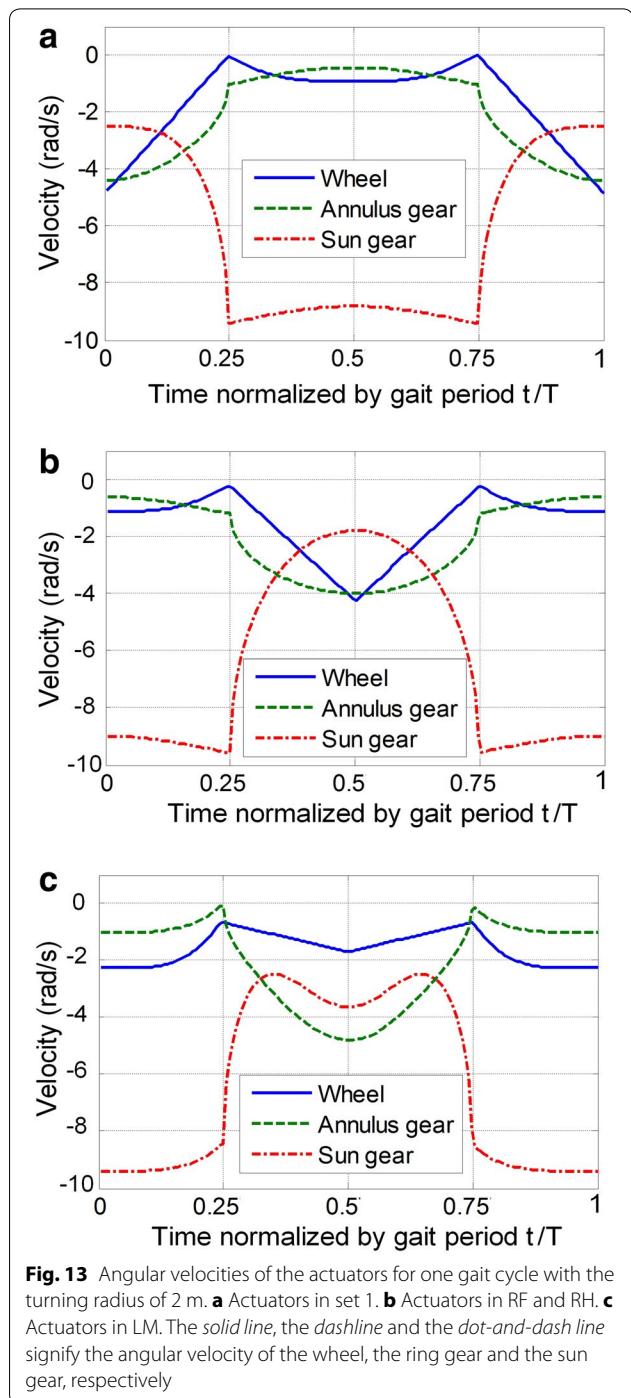 a
0
-2
-4
-6
-8
-10
Velocity (rad/s)
Wheel
Annulus gear
Sun gear
0 0.25 0.5 0.75 1
Time normalized by gait period t/T
b
0
-2
-4
-6
-8
-10
Velocity (rad/s)
Wheel
Annulus gear
Sun gear
0 0.25 0.5 0.75 1
Time normalized by gait period t/T
c
0
-2
-4
-6
-8
-10
Velocity (rad/s)
Wheel
Annulus gear
Sun gear
0 0.25 0.5 0.75 1
Time normalized by gait period t/T
Fig. 13 Angular velocities of the actuators for one gait cycle with the
turning radius of 2 m. a Actuators in set 1. b Actuators in RF and RH. c
Actuators in LM. The solid line, the dashline and the dot-and-dash line
signify the angular velocity of the wheel, the ring gear and the sun
gear, respectively